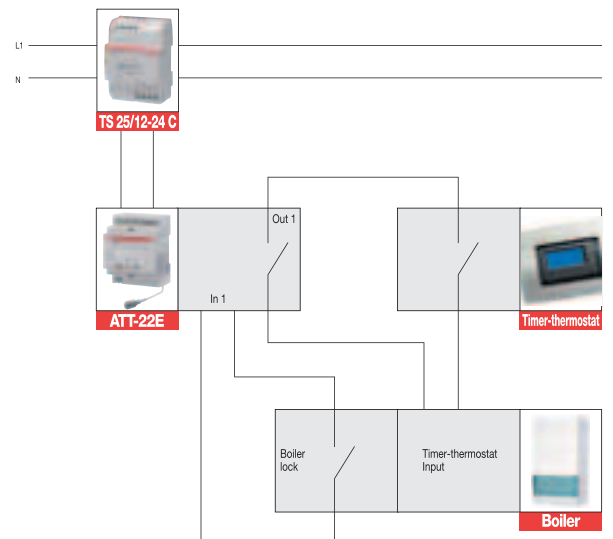 L1
N
TS 25/12-24 C
Out 1
In 1
ATT-22E
Timer-thermostat
Boiler
lock
Timer-thermostat
Input
Boiler